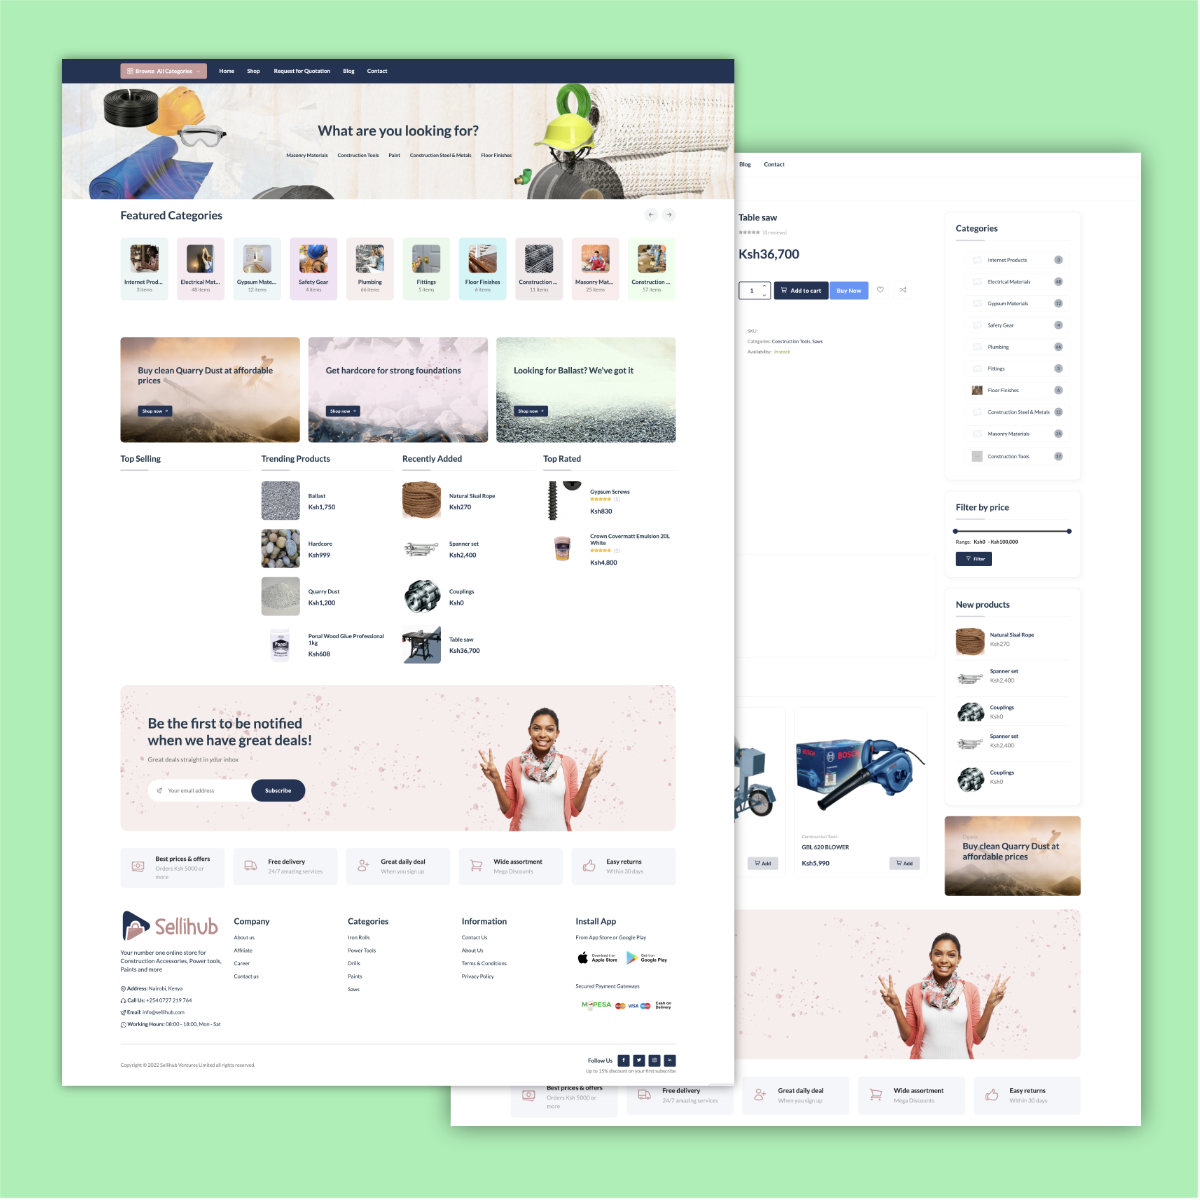 Browse All Categories
Home
Shop
Request for Quotation
Blog
Contact
What are you looking for?
Masonry Materials
Construction Tools
Paint
Construction Steel & Metals
Floor Finishes
Featured Categories
Internet Prod...
3 items
Electrical Mat...
48 items
Gypsum Mate...
12 items
Safety Gear
4 items
Plumbing
66 items
Fittings
5 items
Floor Finishes
6 items
Construction ...
11 items
Masonry Mat...
25 items
Construction ...
57 items
Buy clean Quarry Dust at affordable
prices
Shop now
Get hardcore for strong foundations
Shop now
Looking for Ballast? We've got it
Shop now
Top Selling
Trending Products
Ballast
Ksh1,750
Hardcore
Ksh999
Quarry Dust
Ksh1,200
Ponal Wood Glue Professional
1kg
Ksh608
Recently Added
Natural Sisal Rope
Ksh270
Spanner set
Ksh2,400
Couplings
Ksh0
Table saw
Ksh36,700
Top Rated
Gypsum Screws
Ksh830
Crown Covermatt Emulsion 20L
White
Ksh4,800
Be the first to be notified
when we have great deals!
Great deals straight in your inbox
Your email address
Subscribe
Best prices & offers
Orders Ksh 5000 or
more
Free delivery
24/7 amazing services
Great daily deal
When you sign up
Wide assortment
Mega Discounts
Easy returns
Within 30 days
Sellihub
Your number one online store for
Construction Accessories, Power tools,
Paints and more
Address: Nairobi, Kenya
Call Us: +254 0727 219 764
Email: info@sellihub.com
Working Hours: 08:00 - 18:00, Mon - Sat
Company
About us
Affiliate
Career
Contact us
Categories
Iron Rolls
Power Tools
Drills
Paints
Saws
Information
Contact Us
About Us
Terms & Conditions
Privacy Policy
Install App
From App Store or Google Play
Download on
Apple Store
Get it on
Google Play
Secured Payment Gateways
M-PESA
VISA
Cash on
Delivery
Copyright © 2022 Sellihub Ventures Limited all rights reserved.
Follow Us
Up to 15% discount on your first subscribe
Blog
Contact
Table saw
(0 reviews)
Ksh36,700
1
Add to cart
Buy Now
SKU:
Categories: Construction Tools, Saws
Availability: Instock
Categories
Internet Products
3
Electrical Materials
48
Gypsum Materials
12
Safety Gear
4
Plumbing
66
Fittings
5
Floor Finishes
6
Construction Steel & Metals
Masonry Materials
25
Construction Tools
57
Filter by price
Range: Ksh0 - Ksh100,000
Filter
New products
Natural Sisal Rope
Ksh270
Spanner set
Ksh2,400
Couplings
Ksh0
Spanner set
Ksh2,400
Couplings
Ksh0
Buy clean Quarry Dust at
affordable prices
Add
BOSCH
BOSCH
Construction Tools
GBL 620 BLOWER
Ksh5,990
Add
Best prices & offers
Orders Ksh 5000 or
more
Free delivery
24/7 amazing services
Great daily deal
When you sign up
Wide assortment
Mega Discounts
Easy returns
Within 30 days